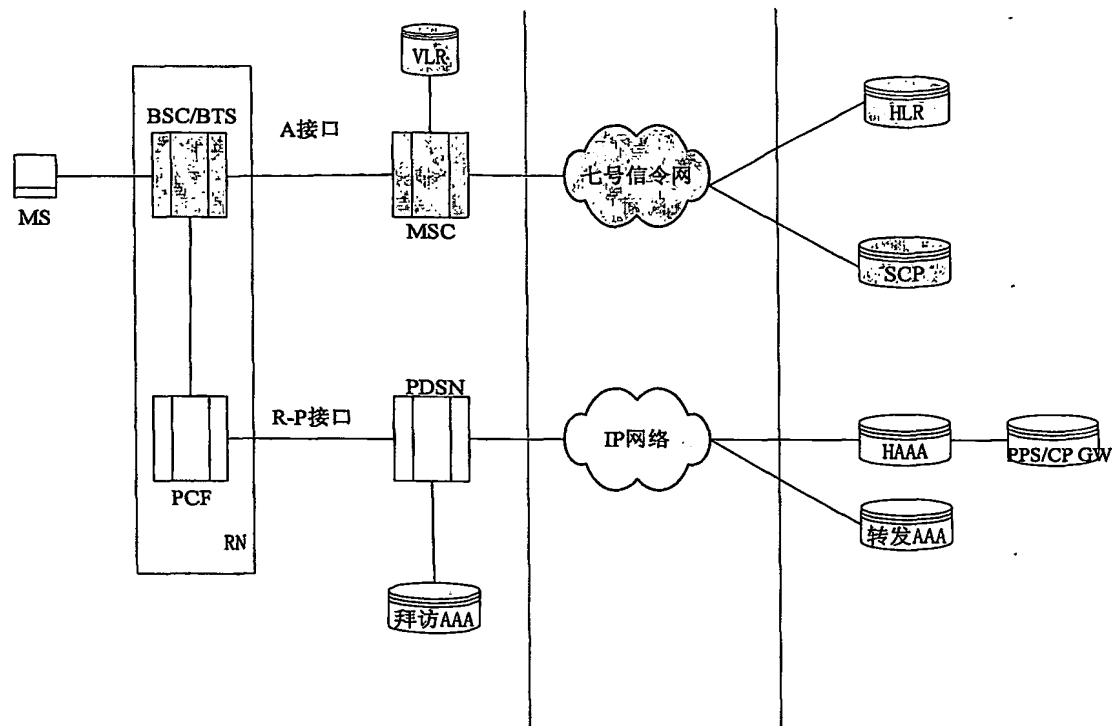 VLR
BSC/BTS
A接口
HLR
七号信令网
MS
MSC
SCP
PDSN
R-P接口
IP网络
HAAA
PPS/CP GW
PCF
转发AAA
RN
拜访AAA